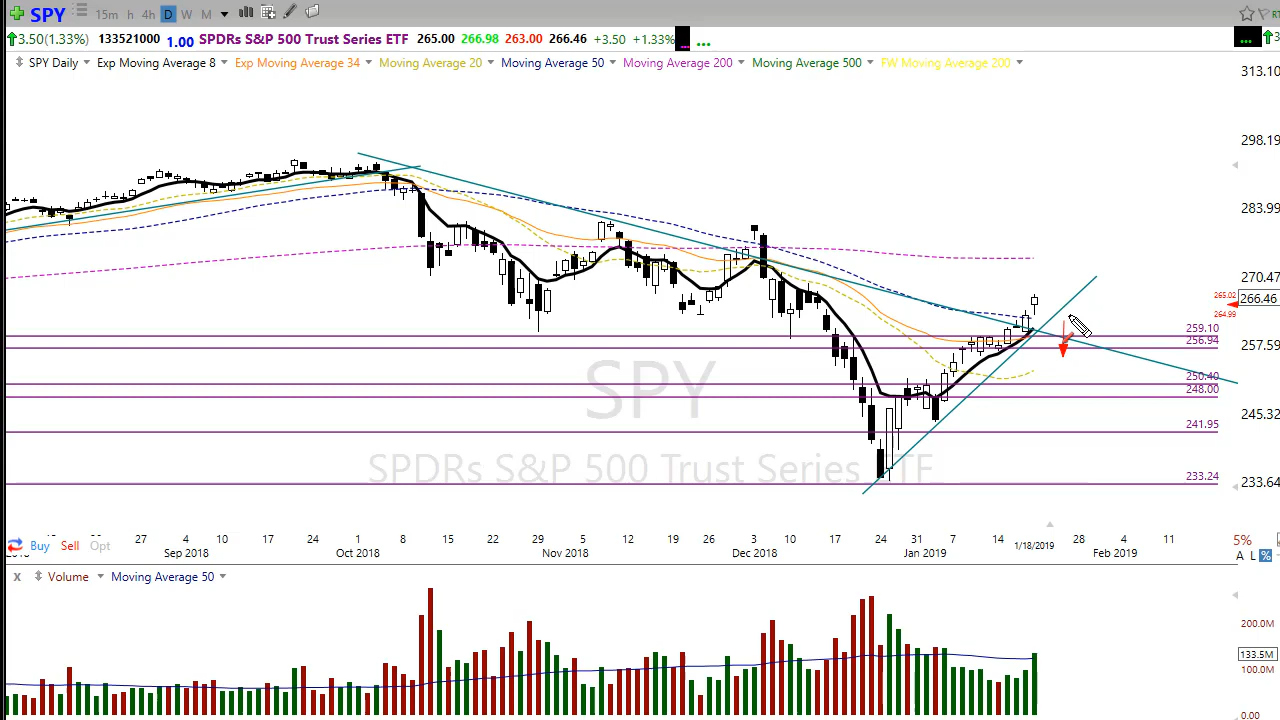 SPY 15m h 4h D W M
3.50(1.33%) 133521000 1.00 SPDRs S&P 500 Trust Series ETF 265.00 266.98 263.00 266.46 +3.50 +1.33%
SPY Daily Exp Moving Average 8 Exp Moving Average 34 Moving Average 20 Moving Average 50 Moving Average 200 Moving Average 500 FW Moving Average 200
313.10
298.19
283.99
270.47
265.02
266.46
264.99
259.10
256.94
257.59
250.40
248.00
245.32
241.95
233.24
233.64
SPY
SPDRs S&P 500 Trust Series ETF
27 4 10 17 24 1 8 15 22 29 5 12 19 26 3 10 17 24 31 7 14 1/18/2019 28 4 11
Sep 2018 Oct 2018 Nov 2018 Dec 2018 Jan 2019 Feb 2019
Buy Sell Opt
5%
A L %
x Volume Moving Average 50
200.0M
133.5M
100.0M
0.00